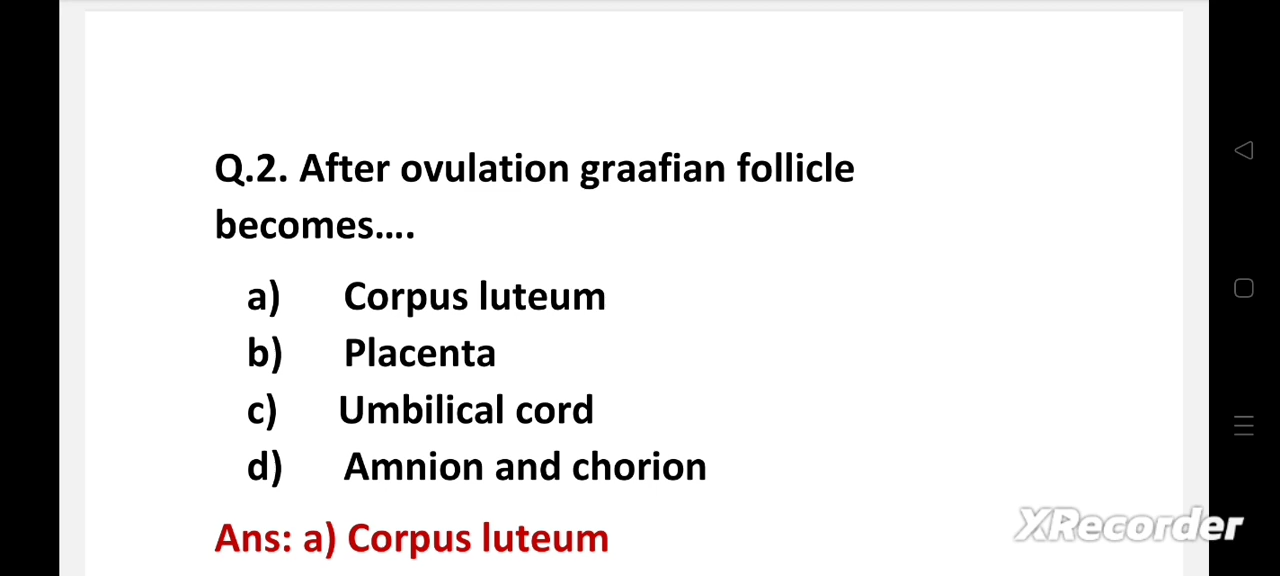 Q.2. After ovulation graafian follicle
becomes....
a) Corpus luteum
b) Placenta
c) Umbilical cord
d) Amnion and chorion
Ans: a) Corpus luteum
XRecorder